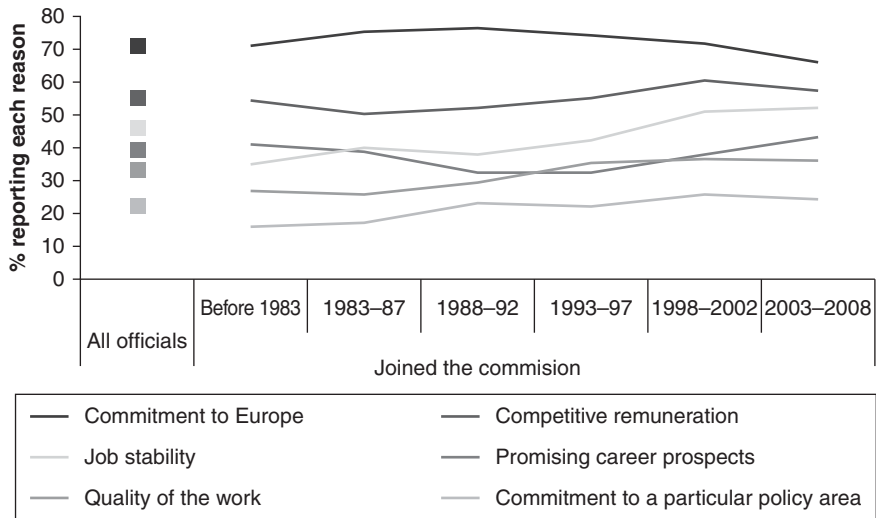 % reporting each reason
80
70
60
50
40
30
20
10
0
All officials
Before 1983 1983–87 1988–92 1993–97 1998–2002 2003–2008
Joined the commision
Commitment to Europe Competitive remuneration
Job stability Promising career prospects
Quality of the work Commitment to a particular policy area